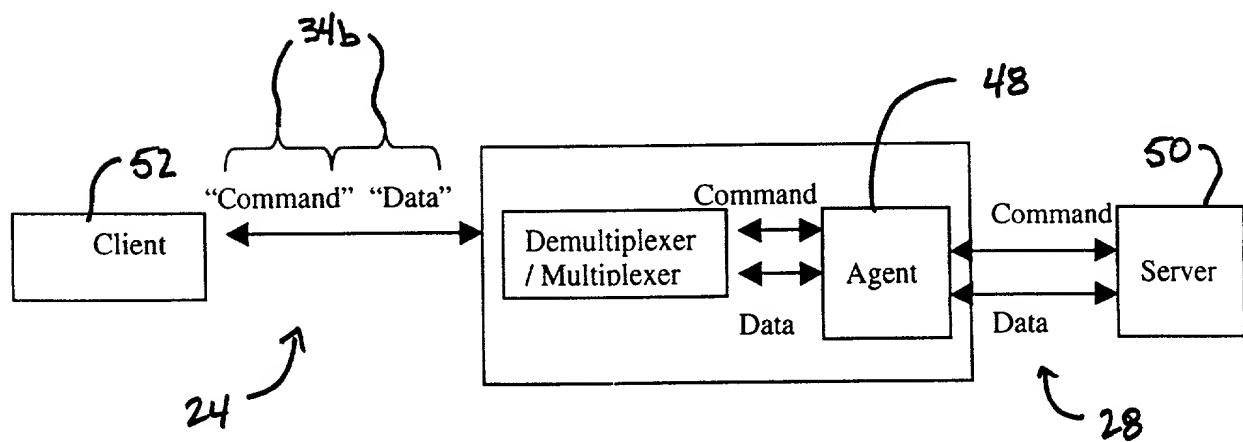 34b
48
52
50
“Command” “Data”
Command
Command
Client
Demultiplexer
/ Multiplexer
Agent
Server
Data
Data
24
28